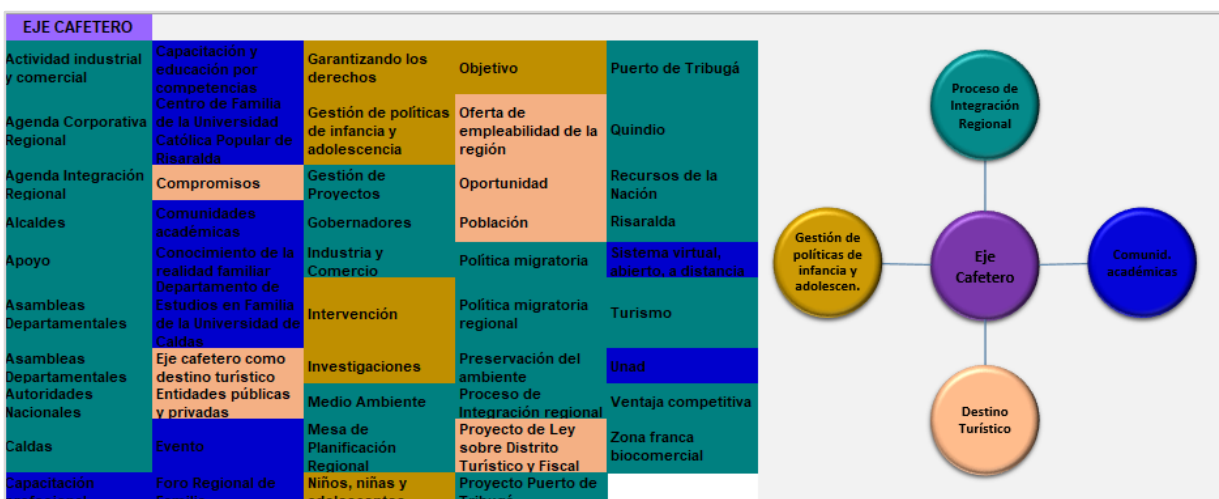 EJE CAFETERO
Actividad industrial
y comercial
Capacitación y
educación por
competencias
Garantizando los
derechos
Objetivo
Puerto de Tribugá
Agenda Corporativa
Regional
Centro de Familia
de la Universidad
Católica Popular de
Risaralda
Gestión de políticas
de infancia y
adolescencia
Oferta de
empleabilidad de la
región
Quindio
Agenda Integración
Regional
Compromisos
Gestión de
Proyectos
Oportunidad
Recursos de la
Nación
Alcaldes
Comunidades
académicas
Gobernadores
Población
Risaralda
Apoyo
Conocimiento de la
realidad familiar
Industria y
Comercio
Política migratoria
Sistema virtual,
abierto, a distancia
Asambleas
Departamentales
Departamento de
Estudios en Familia
de la Universidad de
Caldas
Intervención
Política migratoria
regional
Turismo
Asambleas
Departamentales
Eje cafetero como
destino turístico
Investigaciones
Preservación del
ambiente
Unad
Autoridades
Nacionales
Entidades públicas
y privadas
Medio Ambiente
Proceso de
Integración regional
Ventaja competitiva
Caldas
Evento
Mesa de
Planificación
Regional
Proyecto de Ley
sobre Distrito
Turístico y Fiscal
Zona franca
biocomercial
Capacitación
Foro Regional de
Niños, niñas y
adolescentes
Proyecto Puerto de
Tribugá
Proceso de
Integración
Regional
Gestión de
políticas de
infancia y
adolescen.
Eje
Cafetero
Comunid.
académicas
Destino
Turístico